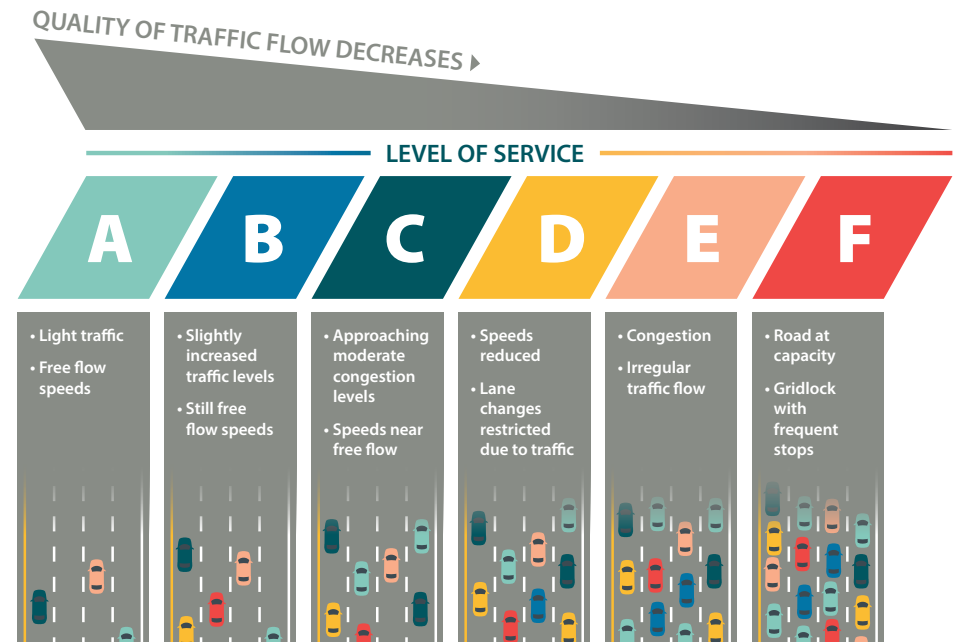 QUALITY OF TRAFFIC FLOW DECREASES
LEVEL OF SERVICE
A
B
C
D
E
F
• Light traffic
• Free flow
speeds
• Slightly
increased
traffic levels
• Still free
flow speeds
• Approaching
moderate
congestion
levels
• Speeds near
free flow
• Speeds
reduced
• Lane
changes
restricted
due to traffic
• Congestion
• Irregular
traffic flow
• Road at
capacity
• Gridlock
with
frequent
stops